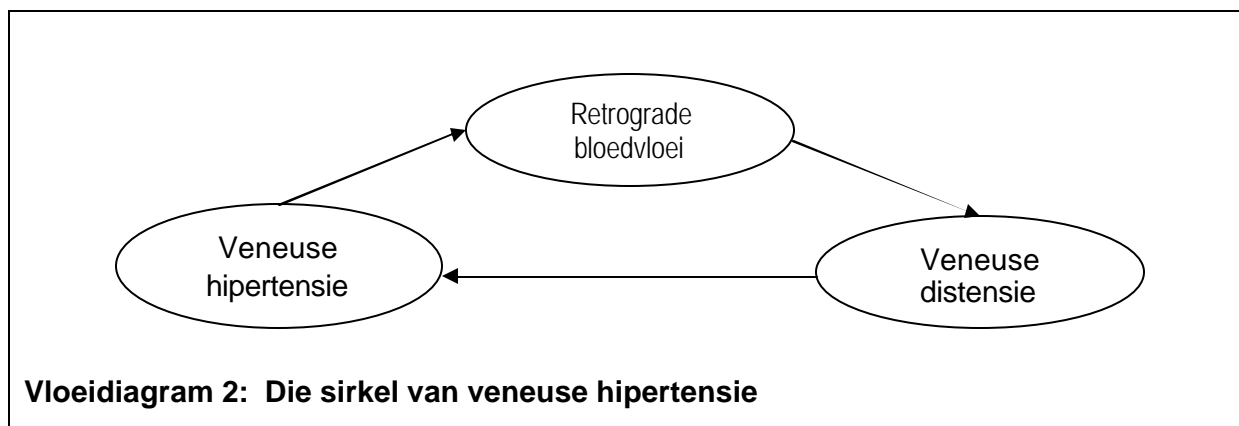 Retrograde
bloedvloei
Veneuse
hipertensie
Veneuse
distensie
Vloeidiagram 2: Die sirkel van veneuse hipertensie